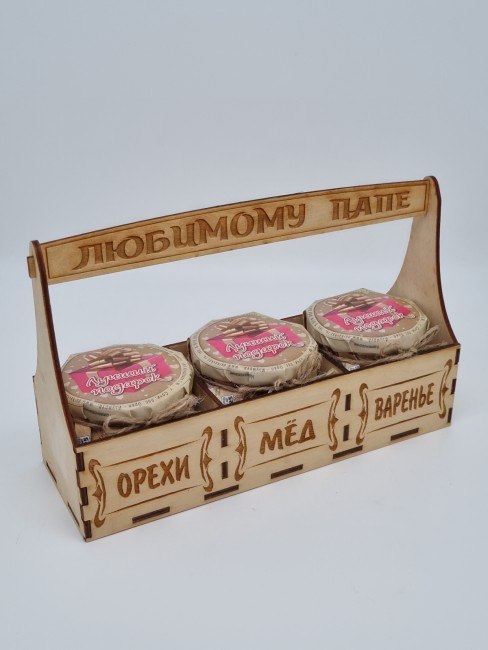 ЛЮБИМОМУ ПАПЕ
Лучший
подарок
Лучший
подарок
Лучший
подарок
ОРЕХИ
МЁД
ВАРЕНЬЕ